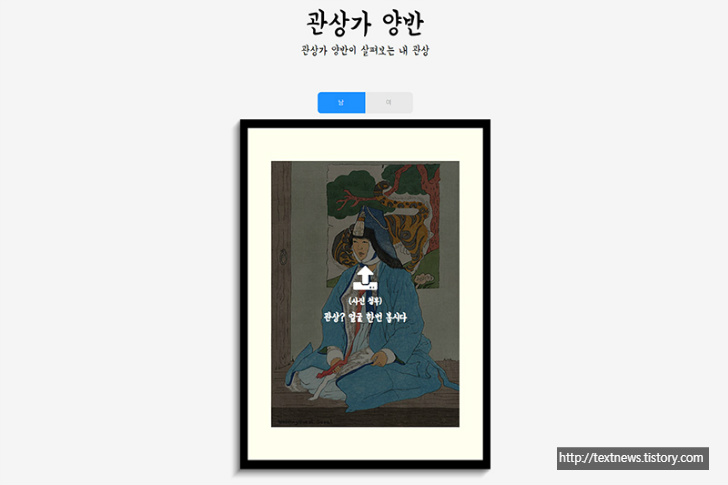 관상가 양반
관상가 양반이 살펴보는 내 관상
남 여
(사진 첨부)
관상? 얼굴 한번 봅시다
http://textnews.tistory.com